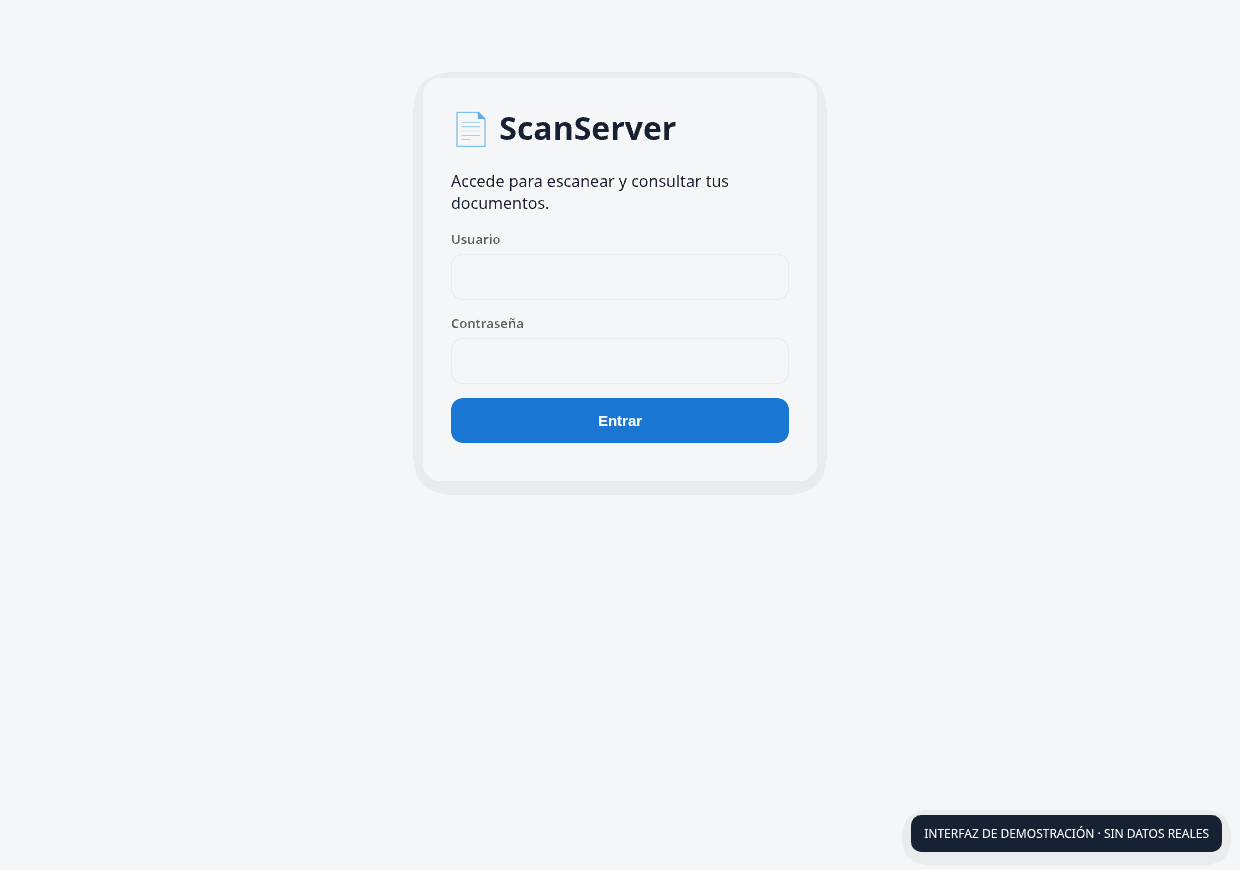 ScanServer
Accede para escanear y consultar tus
documentos.
Usuario
Contraseña
Entrar
INTERFAZ DE DEMOSTRACIÓN · SIN DATOS REALES